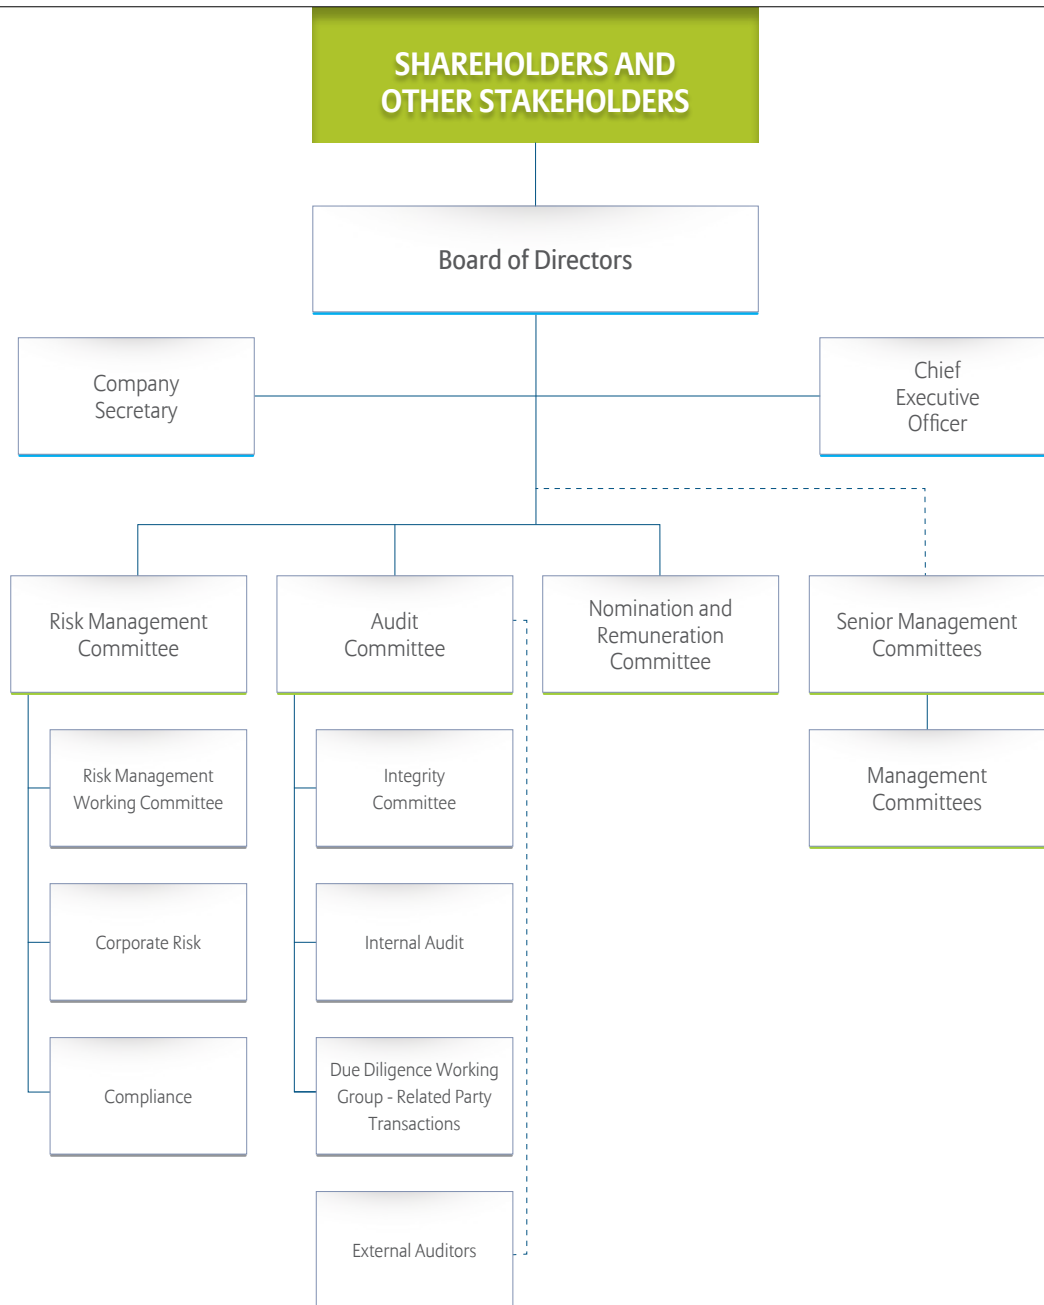 SHAREHOLDERS AND
OTHER STAKEHOLDERS
Board of Directors
Company
Secretary
Chief
Executive
Officer
Risk Management
Committee
Audit
Committee
Nomination and
Remuneration
Committee
Senior Management
Committees
Risk Management
Working Committee
Integrity
Committee
Management
Committees
Corporate Risk
Internal Audit
Compliance
Due Diligence Working
Group - Related Party
Transactions
External Auditors